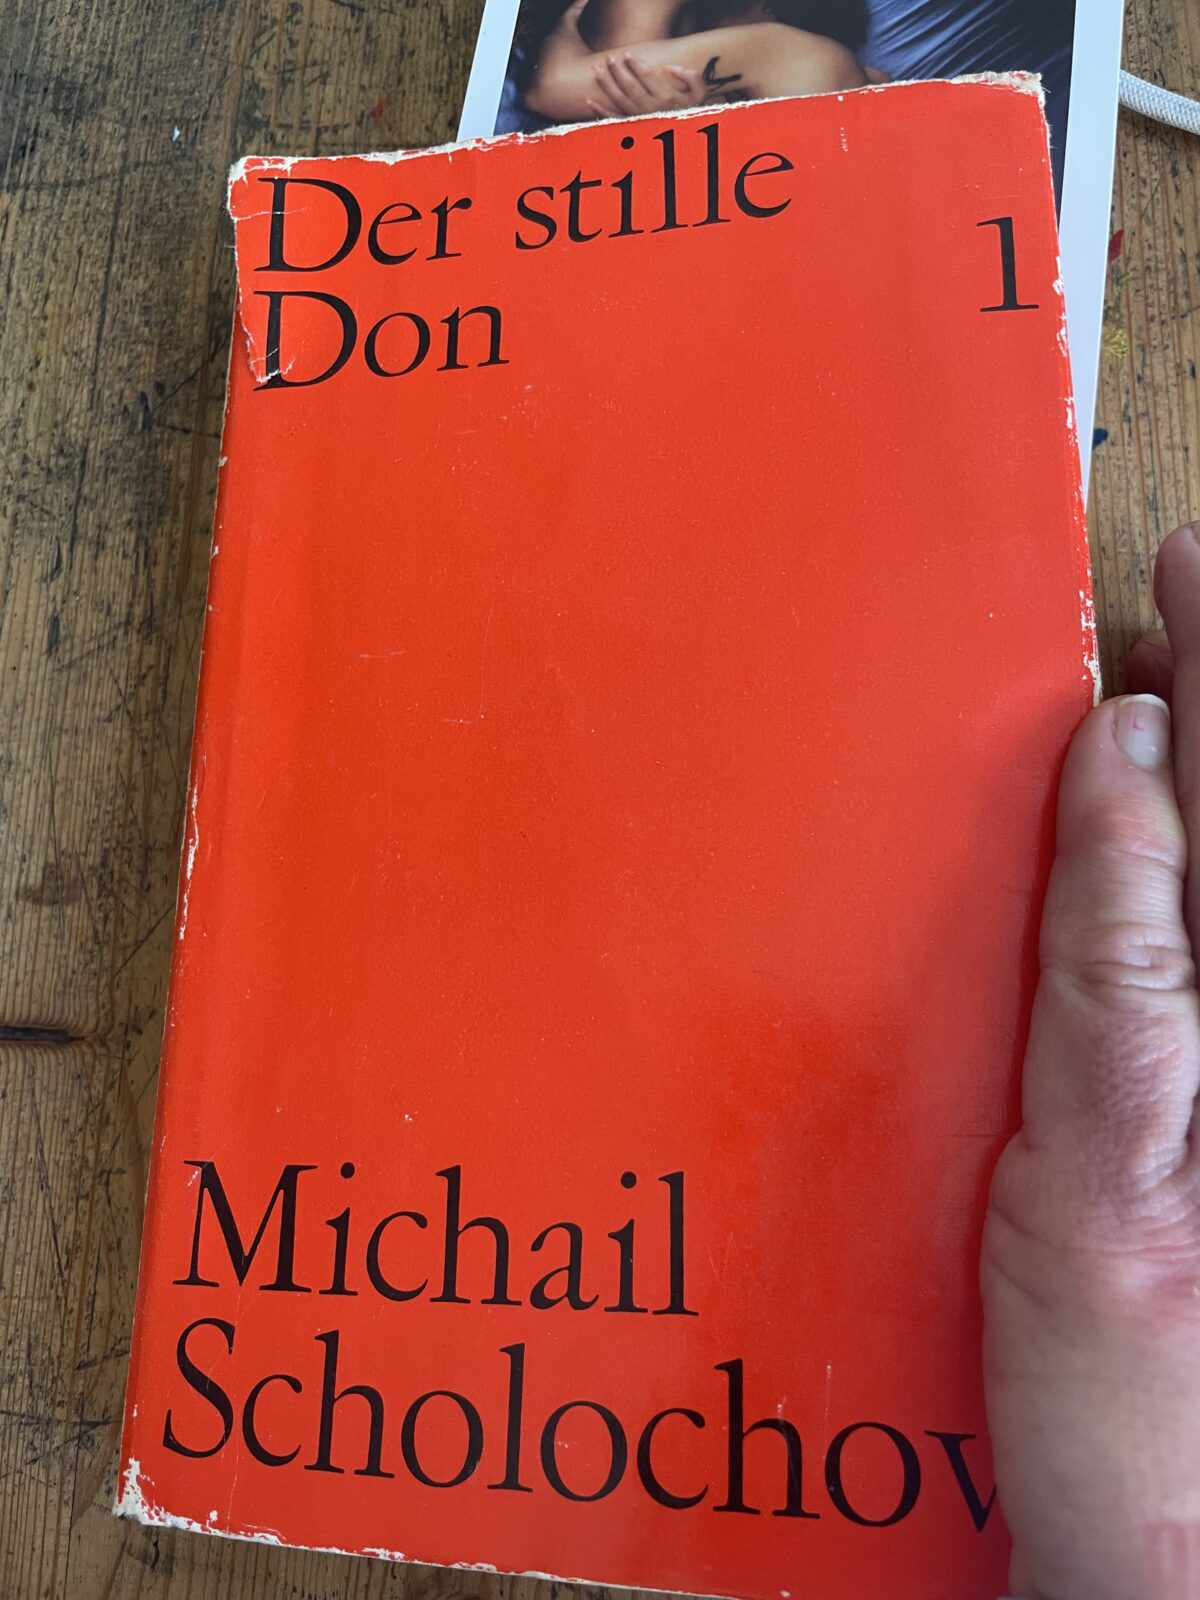 Der stille
Don
1
Michail
Scholochov